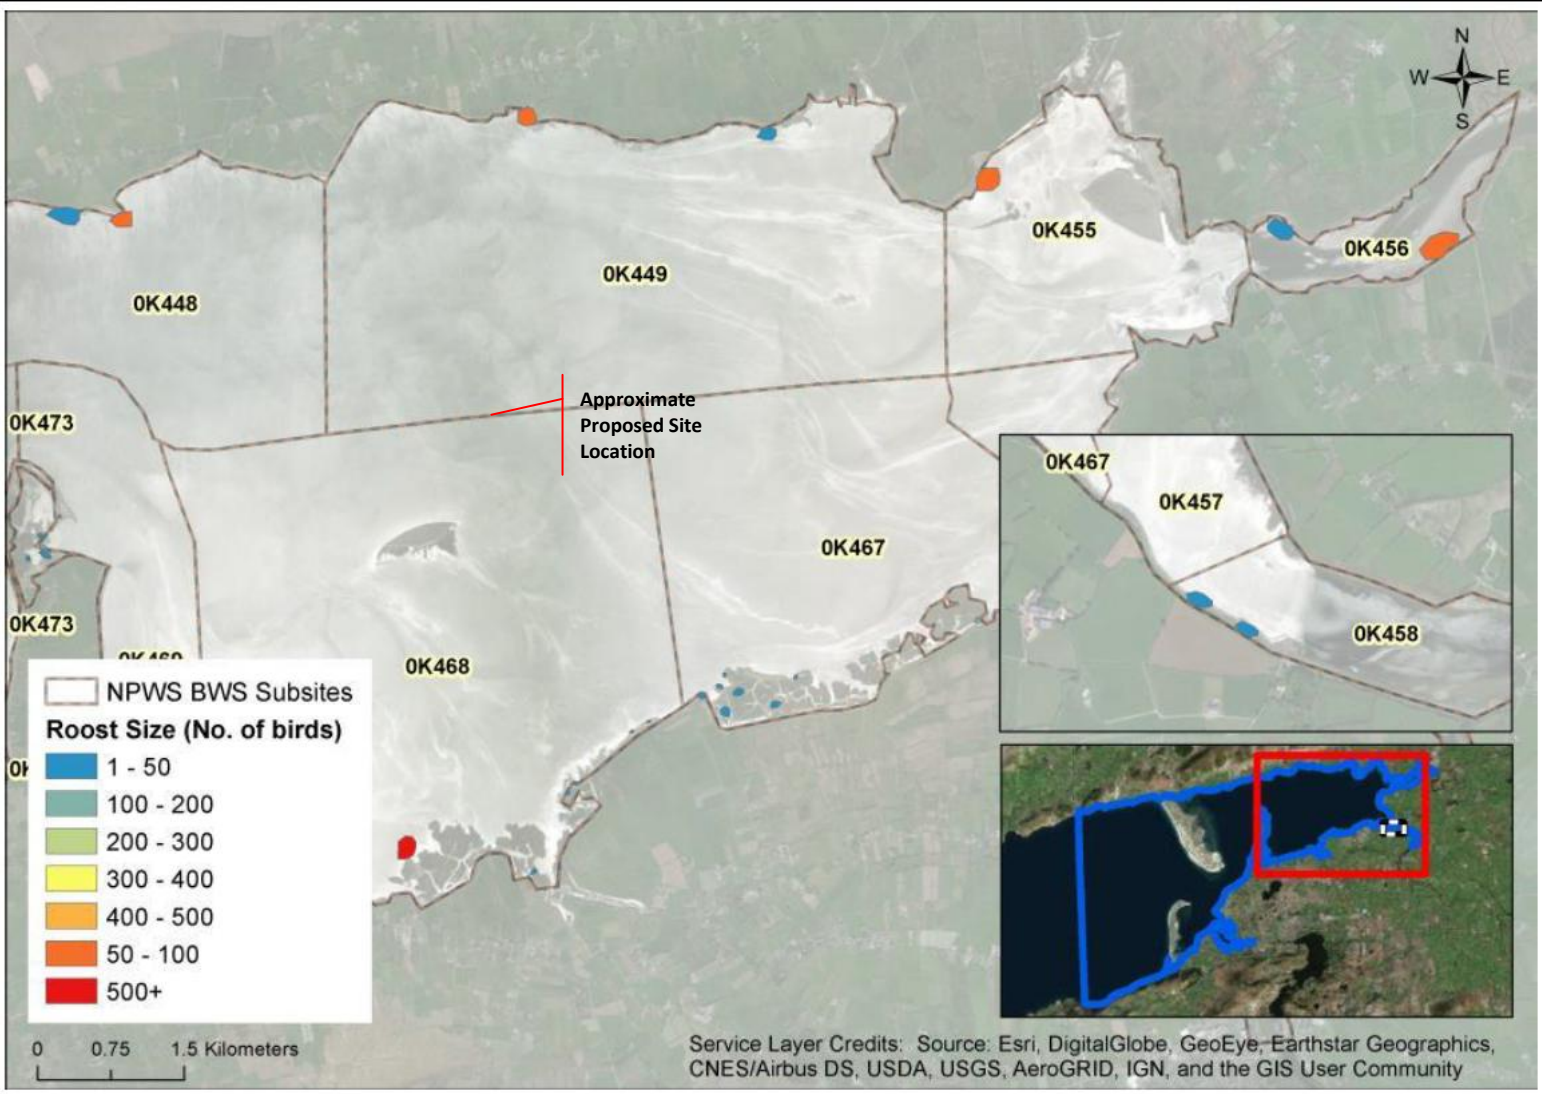 N
W E
S
0K455
0K456
0K449
0K448
Approximate
Proposed Site
Location
0K473
0K467
0K457
0K467
0K473
0K458
0K468
NPWS BWS Subsites
Roost Size (No. of birds)
1 - 50
100 - 200
200 - 300
300 - 400
400 - 500
50 - 100
500+
0 0.75 1.5 Kilometers
Service Layer Credits: Source: Esri, DigitalGlobe, GeoEye, Earthstar Geographics,
CNES/Airbus DS, USDA, USGS, AeroGRID, IGN, and the GIS User Community